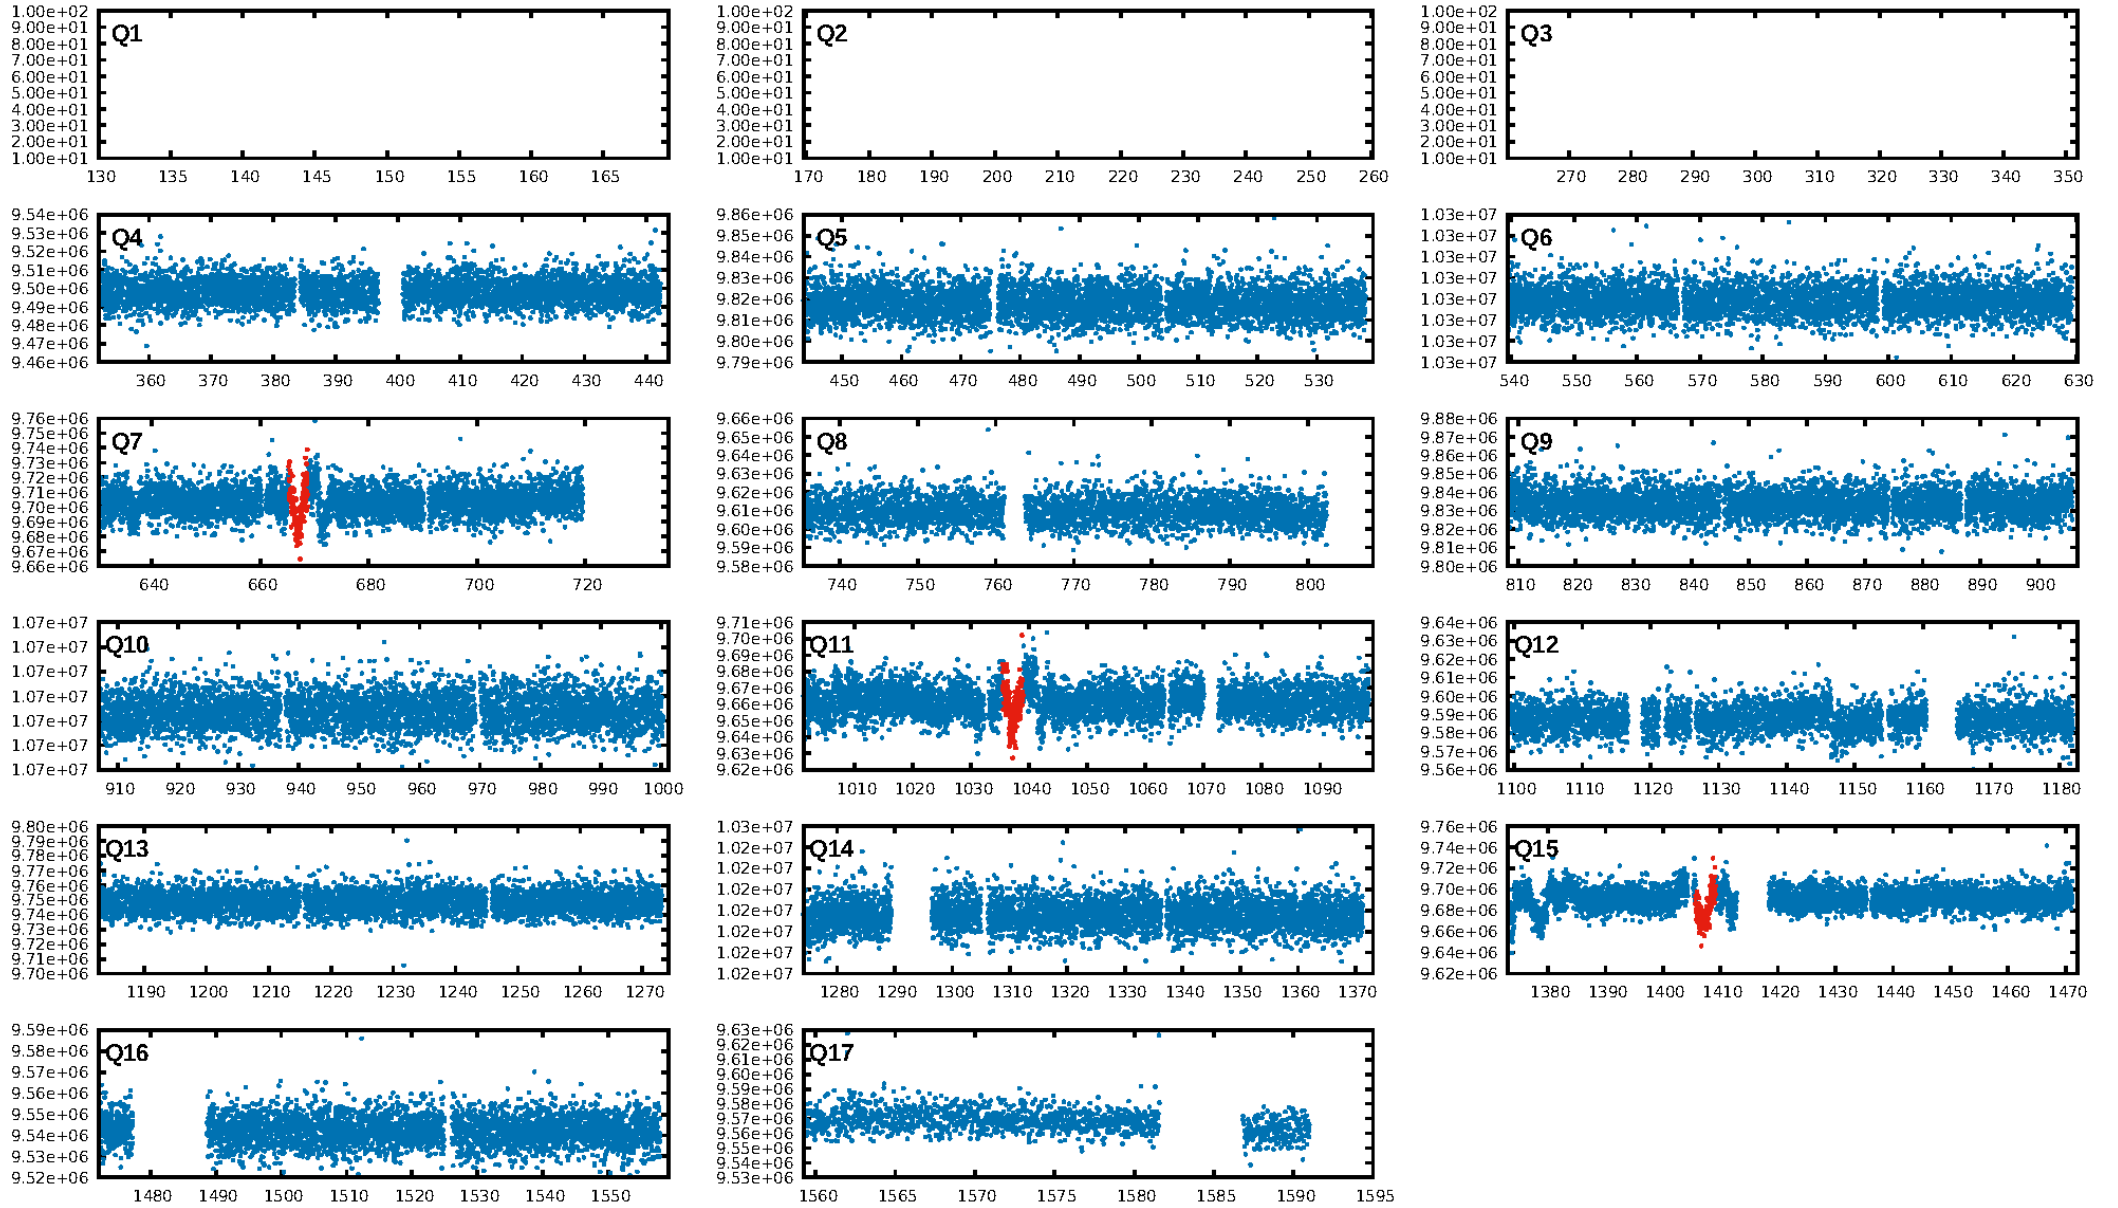 1.00e+02 9.00e+01 8.00e+01 7.00e+01 6.00e+01 5.00e+01 4.00e+01 3.00e+01 2.00e+01 1.00e+01
Q1
130 135 140 145 150 155 160 165
1.00e+02 9.00e+01 8.00e+01 7.00e+01 6.00e+01 5.00e+01 4.00e+01 3.00e+01 2.00e+01 1.00e+01
Q2
170 180 190 200 210 220 230 240 250 260
1.00e+02 9.00e+01 8.00e+01 7.00e+01 6.00e+01 5.00e+01 4.00e+01 3.00e+01 2.00e+01 1.00e+01
Q3
270 280 290 300 310 320 330 340 350
9.54e+06 9.53e+06 9.52e+06 9.51e+06 9.50e+06 9.49e+06 9.48e+06 9.47e+06 9.46e+06
Q4
360 370 380 390 400 410 420 430 440
9.86e+06 9.85e+06 9.84e+06 9.83e+06 9.82e+06 9.81e+06 9.80e+06 9.79e+06
Q5
450 460 470 480 490 500 510 520 530
1.03e+07 1.03e+07 1.03e+07 1.03e+07 1.03e+07 1.03e+07 1.03e+07 1.03e+07
Q6
540 550 560 570 580 590 600 610 620 630
9.76e+06 9.75e+06 9.74e+06 9.73e+06 9.72e+06 9.71e+06 9.70e+06 9.69e+06 9.68e+06 9.67e+06 9.66e+06
Q7
640 660 680 700 720
9.66e+06 9.65e+06 9.64e+06 9.63e+06 9.62e+06 9.61e+06 9.60e+06 9.59e+06 9.58e+06
Q8
740 750 760 770 780 790 800
9.88e+06 9.87e+06 9.86e+06 9.85e+06 9.84e+06 9.83e+06 9.82e+06 9.81e+06 9.80e+06
Q9
810 820 830 840 850 860 870 880 890 900
1.07e+07 1.07e+07 1.07e+07 1.07e+07 1.07e+07 1.07e+07 1.07e+07
Q10
910 920 930 940 950 960 970 980 990 1000
9.71e+06 9.70e+06 9.69e+06 9.68e+06 9.67e+06 9.66e+06 9.65e+06 9.64e+06 9.63e+06 9.62e+06
Q11
1010 1020 1030 1040 1050 1060 1070 1080 1090
9.64e+06 9.63e+06 9.62e+06 9.61e+06 9.60e+06 9.59e+06 9.58e+06 9.57e+06 9.56e+06
Q12
1100 1110 1120 1130 1140 1150 1160 1170 1180
9.80e+06 9.79e+06 9.78e+06 9.77e+06 9.76e+06 9.75e+06 9.74e+06 9.73e+06 9.72e+06 9.71e+06 9.70e+06
Q13
1190 1200 1210 1220 1230 1240 1250 1260 1270
1.03e+07 1.02e+07 1.02e+07 1.02e+07 1.02e+07 1.02e+07 1.02e+07 1.02e+07
Q14
1280 1290 1300 1310 1320 1330 1340 1350 1360 1370
9.76e+06 9.74e+06 9.72e+06 9.70e+06 9.68e+06 9.66e+06 9.64e+06 9.62e+06
Q15
1380 1390 1400 1410 1420 1430 1440 1450 1460 1470
9.59e+06 9.58e+06 9.57e+06 9.56e+06 9.55e+06 9.54e+06 9.53e+06 9.52e+06
Q16
1480 1490 1500 1510 1520 1530 1540 1550
9.63e+06 9.62e+06 9.61e+06 9.60e+06 9.59e+06 9.58e+06 9.57e+06 9.56e+06 9.55e+06 9.54e+06 9.53e+06
Q17
1560 1565 1570 1575 1580 1585 1590 1595